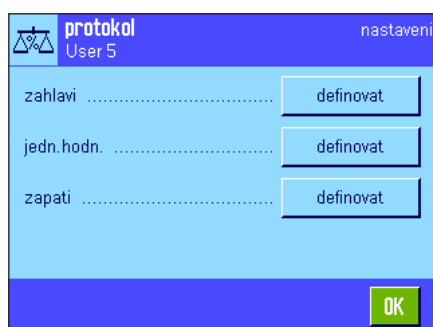 protokol nastaveni
User 5
zahlavi .................................. definovat
jedn.hodn. ............................. definovat
zapati ................................... definovat
OK